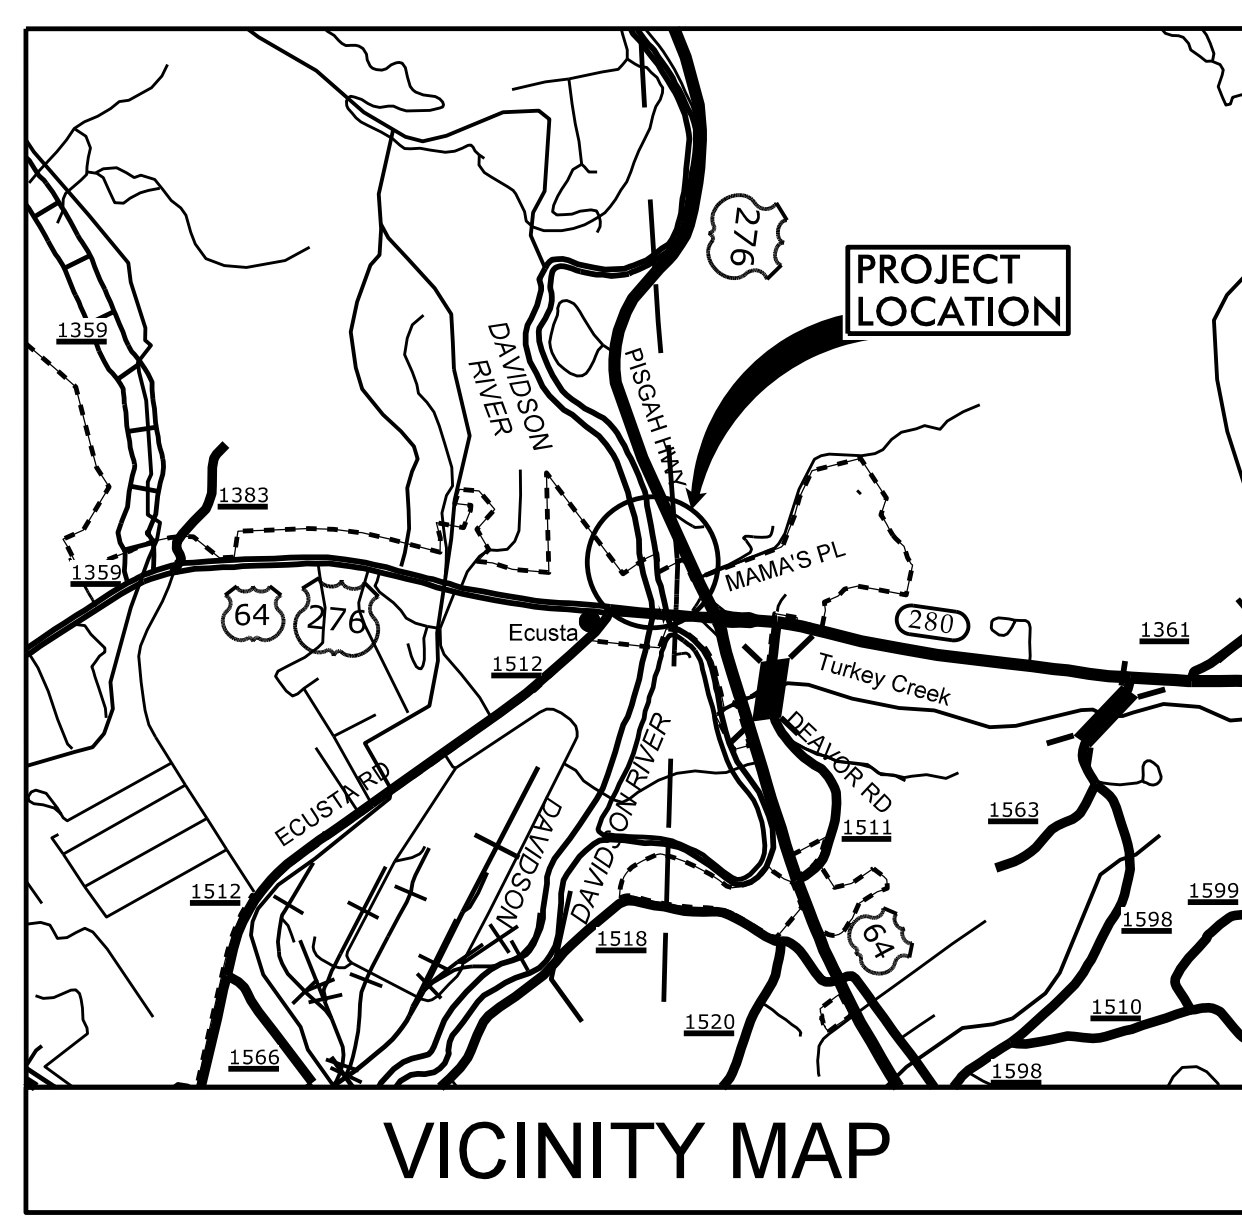 276
PROJECT
LOCATION
1359
DAVIDSON
RIVER
PISGAH HWY
1383
1359
MAMA'S PL
64
276
280
Ecusta
1361
1512
Turkey Creek
DEAVOR RD
DAVIDSON RIVER
ECUSTA RD
DAVIDSON
1563
1511
1512
1599
1598
1518
64
1510
1520
1566
1598
VICINITY MAP